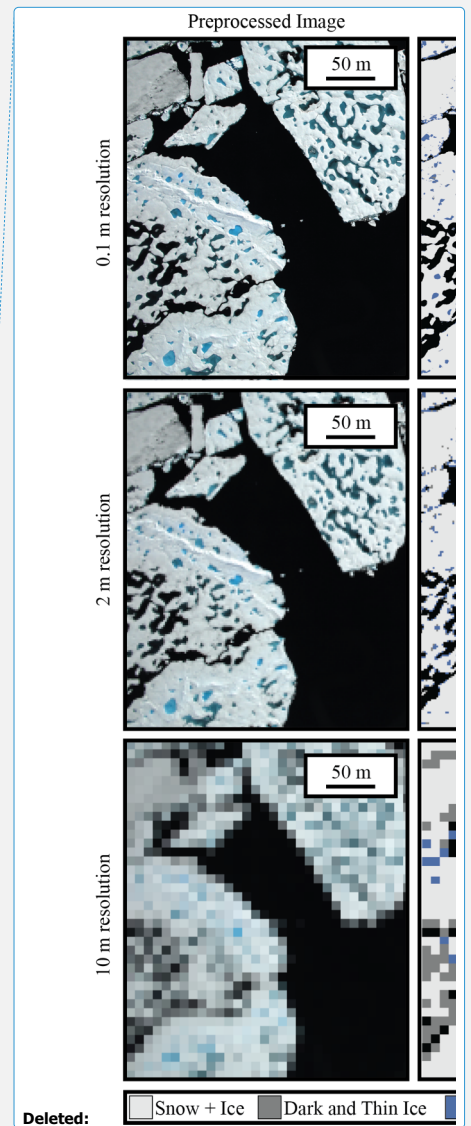 Preprocessed Image
0.1 m resolution
50 m
2 m resolution
50 m
10 m resolution
50 m
Deleted:
Snow + Ice
Dark and Thin Ice